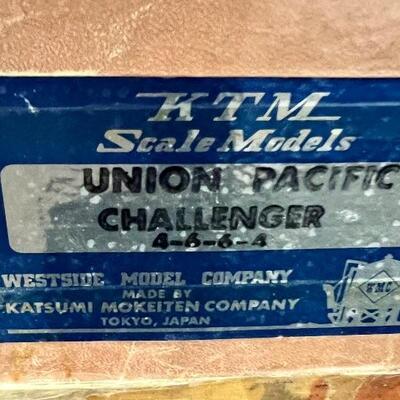 KTM
Scale Models
UNION PACIFIC
CHALLENGER
4-6-6-4
WESTSIDE MODEL COMPANY
MADE BY
KATSUMI MOKEITEN COMPANY
TOKYO, JAPAN
WMC